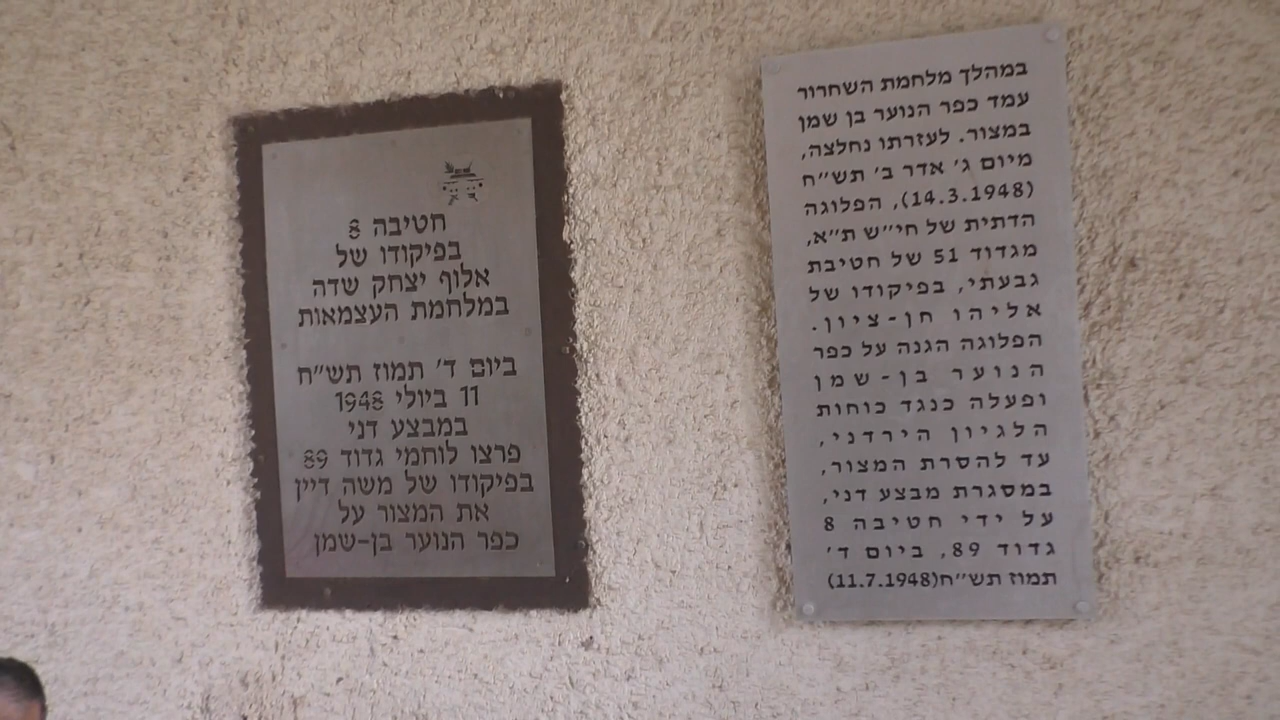 במהלך מלחמת השחרור
עמד כפר הנוער בן שמן
במצור. לעזרתו נחלצה,
מיום ג' אדר ב' תש"ח
(14.3.1948), הפלוגה
הדתית של חי"ש ת"א,
מגדוד 51 של חטיבת
גבעתי, בפיקודו של
אליהו חן-ציון.
הפלוגה הגנה על כפר
הנוער בן-שמן
ופעלה כנגד כוחות
הלגיון הירדני,
עד להסרת המצור,
במסגרת מבצע דני,
על ידי חטיבה 8
גדוד 89, ביום ד'
תמוז תש"ח(11.7.1948)
חטיבה 8
בפיקודו של
אלוף יצחק שדה
במלחמת העצמאות
ביום ד' תמוז תש"ח
11 ביולי 1948
במבצע דני
פרצו לוחמי גדוד 89
בפיקודו של משה דיין
את המצור על
כפר הנוער בן-שמן